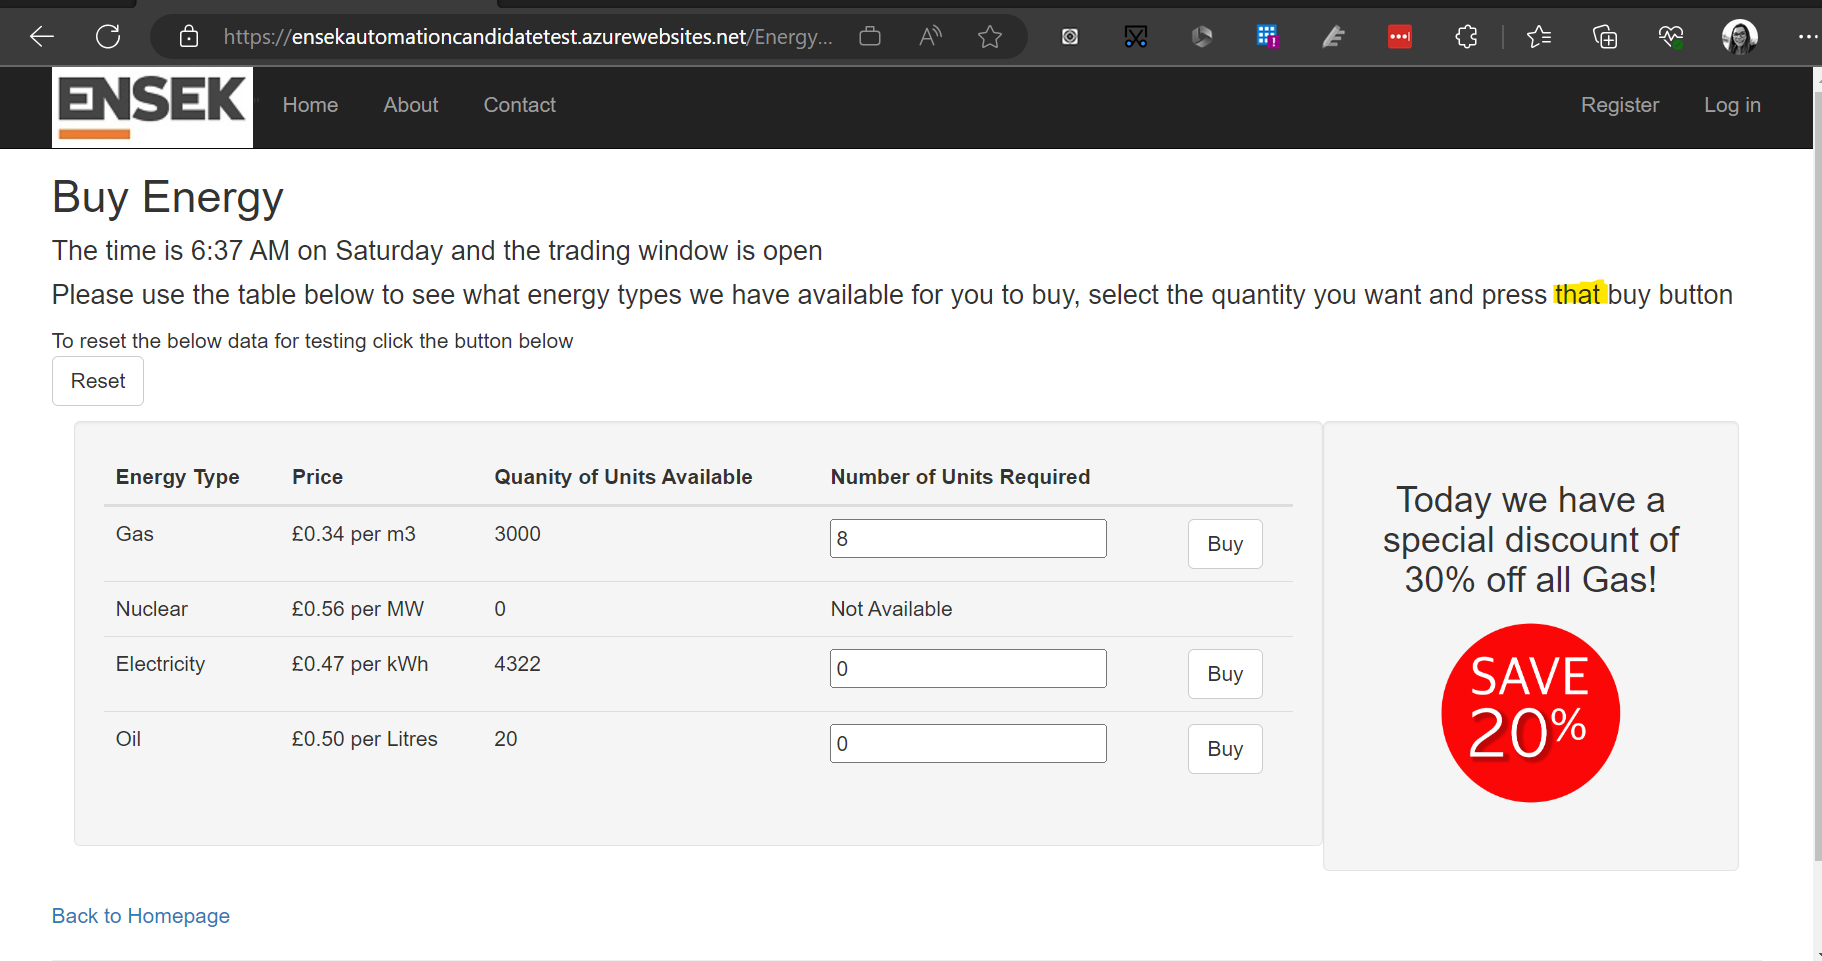 https://ensekautomationcandidatetest.azurewebsites.net/Energy...
ENSEK
Home About Contact Register Log in
Buy Energy
The time is 6:37 AM on Saturday and the trading window is open
Please use the table below to see what energy types we have available for you to buy, select the quantity you want and press that buy button
To reset the below data for testing click the button below
Reset
Energy Type Price Quanity of Units Available Number of Units Required
Gas £0.34 per m3 3000 8 Buy
Nuclear £0.56 per MW 0 Not Available
Electricity £0.47 per kWh 4322 0 Buy
Oil £0.50 per Litres 20 0 Buy
Today we have a
special discount of
30% off all Gas!
SAVE
20%
Back to Homepage